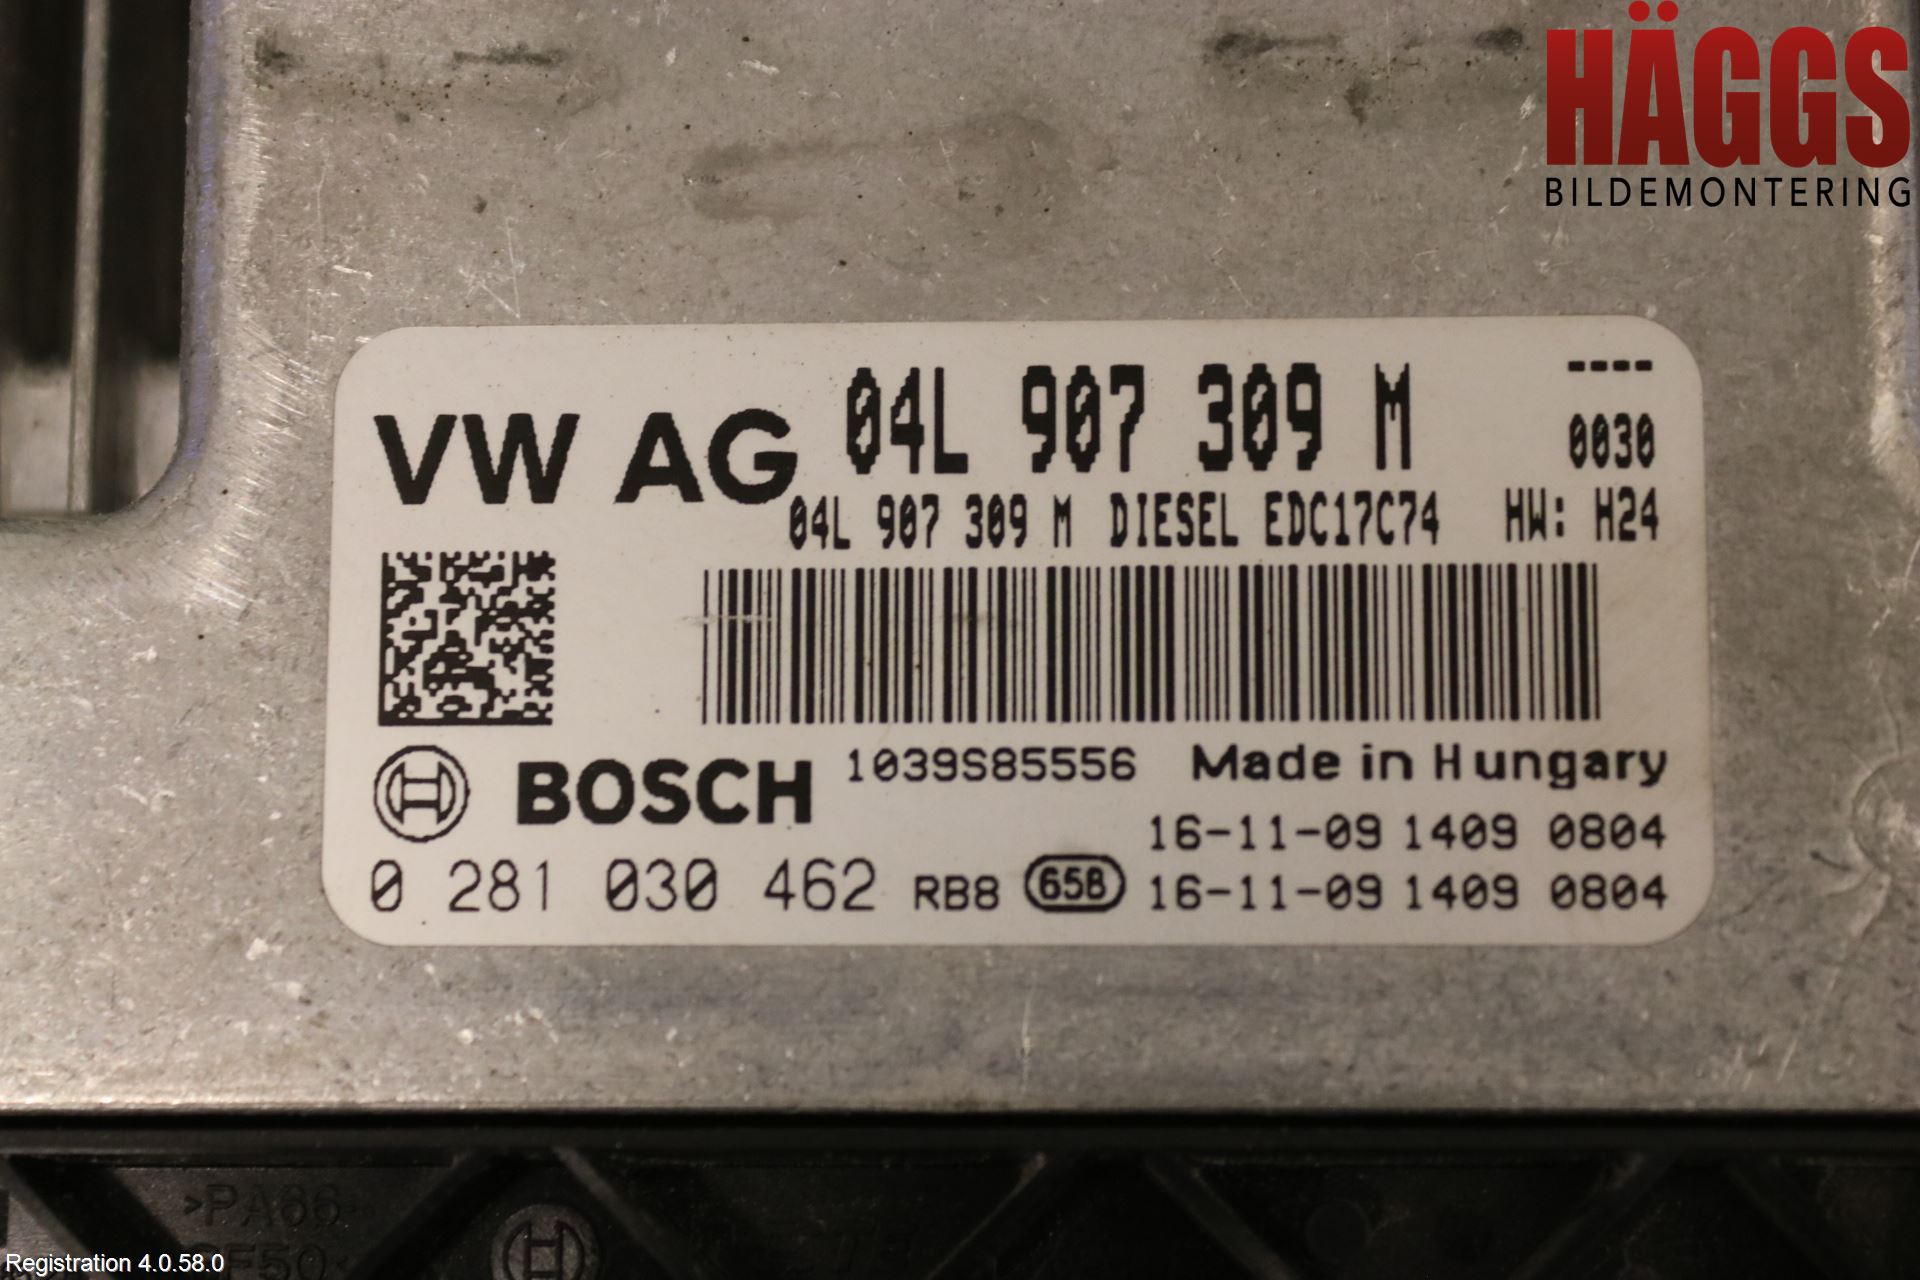 HÄGGS
BILDEMONTERING
VW AG 04L 907 309 M ----
0030
04L 907 309 M DIESEL EDC17C74 HW: H24
BOSCH 1039S85556 Made in Hungary
16-11-09 1409 0804
0 281 030 462 RB8 65B 16-11-09 1409 0804
>PA66-
Registration 4.0.58.0